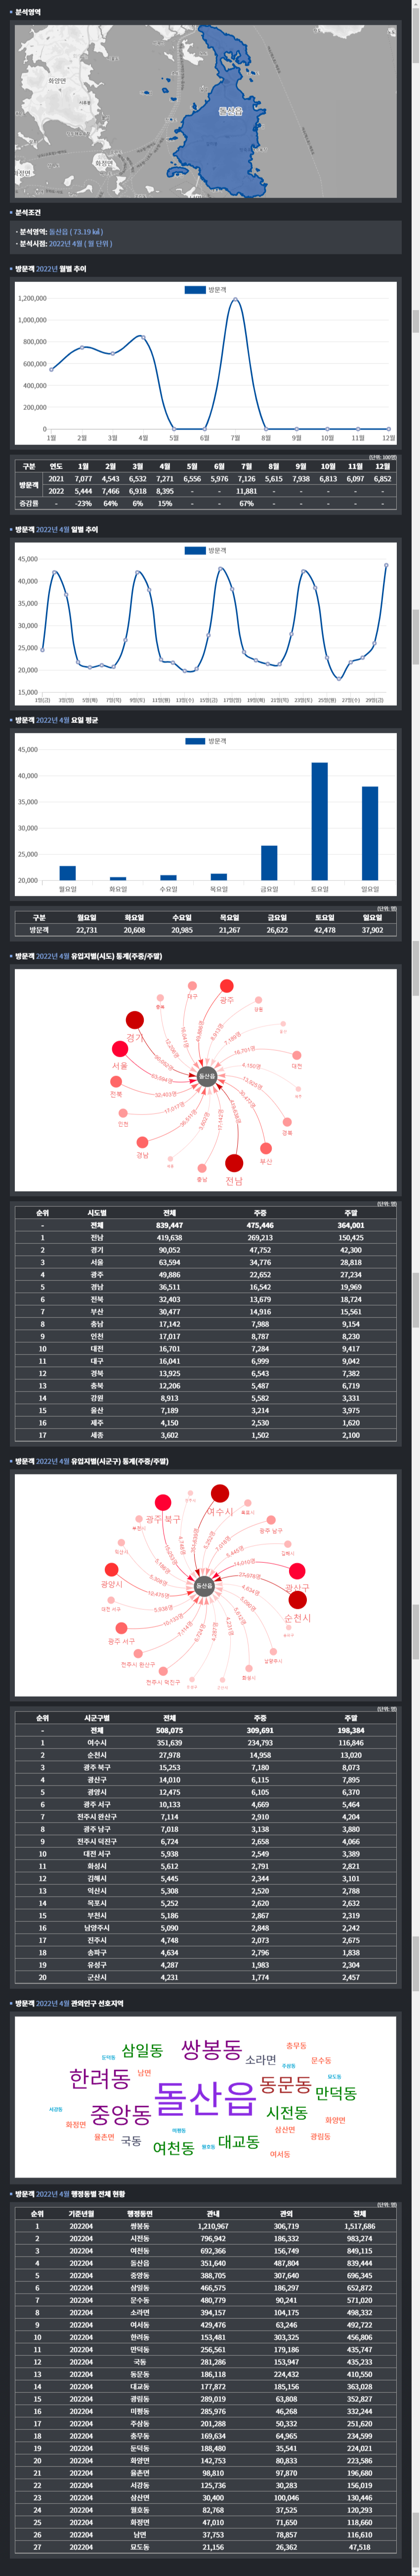 분석영역
화양면
돌산읍
화정면
분석조건
· 분석영역: 돌산읍 ( 73.19 ㎢ )
· 분석시점: 2022년 4월 ( 월 단위 )
방문객 2022년 월별 추이
방문객
1,200,000
1,000,000
800,000
600,000
400,000
200,000
0
1월 2월 3월 4월 5월 6월 7월 8월 9월 10월 11월 12월
(단위: 100명)
구분 연도 1월 2월 3월 4월 5월 6월 7월 8월 9월 10월 11월 12월
방문객 2021 7,077 4,543 6,532 7,271 6,556 5,976 7,126 5,615 7,938 6,813 6,097 6,852
2022 5,444 7,466 6,918 8,395 - - 11,881 - - - - -
증감률 - -23% 64% 6% 15% - - 67% - - - - -
방문객 2022년 4월 일별 추이
방문객
45,000
40,000
35,000
30,000
25,000
20,000
15,000
1일(금) 3일(일) 5일(화) 7일(목) 9일(토) 11일(월) 13일(수) 15일(금) 17일(일) 19일(화) 21일(목) 23일(토) 25일(월) 27일(수) 29일(금)
방문객 2022년 4월 요일 평균
방문객
45,000
40,000
35,000
30,000
25,000
20,000
월요일 화요일 수요일 목요일 금요일 토요일 일요일
(단위: 명)
구분 월요일 화요일 수요일 목요일 금요일 토요일 일요일
방문객 22,731 20,608 20,985 21,267 26,622 42,478 37,902
방문객 2022년 4월 유입지별(시도) 통계(주중/주말)
대구 광주 강원
충북 경기 서울 전북 인천 경남 충남 전남 부산 경북 대전
돌산읍
(단위: 명)
순위 시도별 전체 주중 주말
- 전체 839,447 475,446 364,001
1 전남 419,638 269,213 150,425
2 경기 90,052 47,752 42,300
3 서울 63,594 34,776 28,818
4 광주 49,886 22,652 27,234
5 경남 36,511 16,542 19,969
6 전북 32,403 13,679 18,724
7 부산 30,477 14,916 15,561
8 충남 17,142 7,988 9,154
9 인천 17,017 8,787 8,230
10 대전 16,701 7,284 9,417
11 대구 16,041 6,999 9,042
12 경북 13,925 6,543 7,382
13 충북 12,206 5,487 6,719
14 강원 8,913 5,582 3,331
15 울산 7,189 3,214 3,975
16 제주 4,150 2,530 1,620
17 세종 3,602 1,502 2,100
방문객 2022년 4월 유입지별(시군구) 통계(주중/주말)
여수시 광주 북구 목포시 광주 남구 김해시 광산구 순천시 남양주시 화성시
전주시 덕진구 전주시 완산구 광주 서구 대전 서구 광양시 익산시 부천시
돌산읍
(단위: 명)
순위 시군구별 전체 주중 주말
- 전체 508,075 309,691 198,384
1 여수시 351,639 234,793 116,846
2 순천시 27,978 14,958 13,020
3 광주 북구 15,253 7,180 8,073
4 광산구 14,010 6,115 7,895
5 광양시 12,475 6,105 6,370
6 광주 서구 10,133 4,669 5,464
7 전주시 완산구 7,114 2,910 4,204
8 광주 남구 7,018 3,138 3,880
9 전주시 덕진구 6,724 2,658 4,066
10 대전 서구 5,938 2,549 3,389
11 화성시 5,612 2,791 2,821
12 김해시 5,445 2,344 3,101
13 익산시 5,308 2,520 2,788
14 목포시 5,252 2,620 2,632
15 부천시 5,186 2,867 2,319
16 남양주시 5,090 2,848 2,242
17 진주시 4,748 2,073 2,675
18 송파구 4,634 2,796 1,838
19 유성구 4,287 1,983 2,304
20 군산시 4,231 1,774 2,457
방문객 2022년 4월 관외인구 선호지역
둔덕동 삼일동 쌍봉동 충무동
소라면 주삼동 문수동
한려동 남면 묘도동
돌산읍 동문동 만덕동
서강동 중앙동 시전동 화양면
화정면 미평동 삼산면
율촌면 국동 여천동 월호동 대교동 광림동
여서동
방문객 2022년 4월 행정동별 전체 현황
(단위: 명)
순위 기준년월 행정동면 관내 관외 전체
1 202204 쌍봉동 1,210,967 306,719 1,517,686
2 202204 시전동 796,942 186,332 983,274
3 202204 여천동 692,366 156,749 849,115
4 202204 돌산읍 351,640 487,804 839,444
5 202204 중앙동 388,705 307,640 696,345
6 202204 삼일동 466,575 186,297 652,872
7 202204 문수동 480,779 90,241 571,020
8 202204 소라면 394,157 104,175 498,332
9 202204 여서동 429,476 63,246 492,722
10 202204 한려동 153,481 303,325 456,806
11 202204 만덕동 256,561 179,186 435,747
12 202204 국동 281,286 153,947 435,233
13 202204 동문동 186,118 224,432 410,550
14 202204 대교동 177,872 185,156 363,028
15 202204 광림동 289,019 63,808 352,827
16 202204 미평동 285,976 46,268 332,244
17 202204 주삼동 201,288 50,332 251,620
18 202204 충무동 169,634 64,965 234,599
19 202204 둔덕동 188,480 35,541 224,021
20 202204 화양면 142,753 80,833 223,586
21 202204 율촌면 98,810 97,870 196,680
22 202204 서강동 125,736 30,283 156,019
23 202204 삼산면 30,400 100,046 130,446
24 202204 월호동 82,768 37,525 120,293
25 202204 화정면 47,010 71,650 118,660
26 202204 남면 37,753 78,857 116,610
27 202204 묘도동 21,156 26,362 47,518